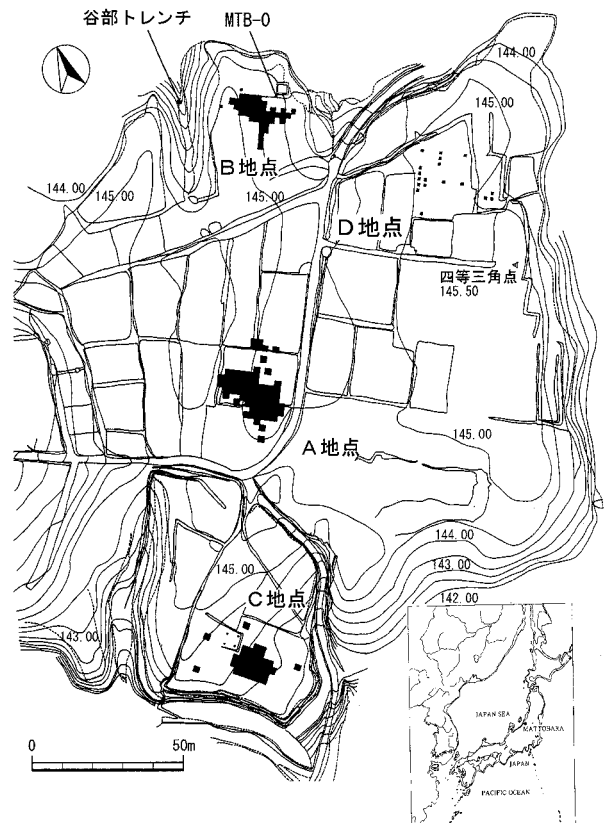 谷部トレンチ
MTB-0
144.00
145.00
B地点
144.00
145.00
145.00
D地点
四等三角点
145.50
145.00
A地点
144.00
143.00
142.00
145.00
C地点
143.00
0
50m
JAPAN SEA
MATTOBARA
JAPAN
PACIFIC OCEAN